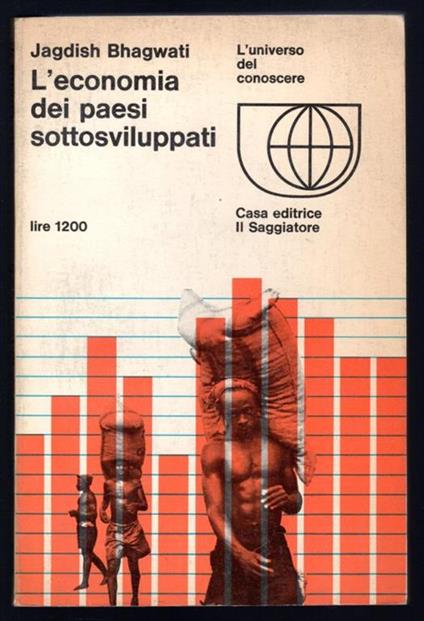 Jagdish Bhagwati
L'economia
dei paesi
sottosviluppati
lire 1200
L'universo
del
conoscere
Casa editrice
Il Saggiatore